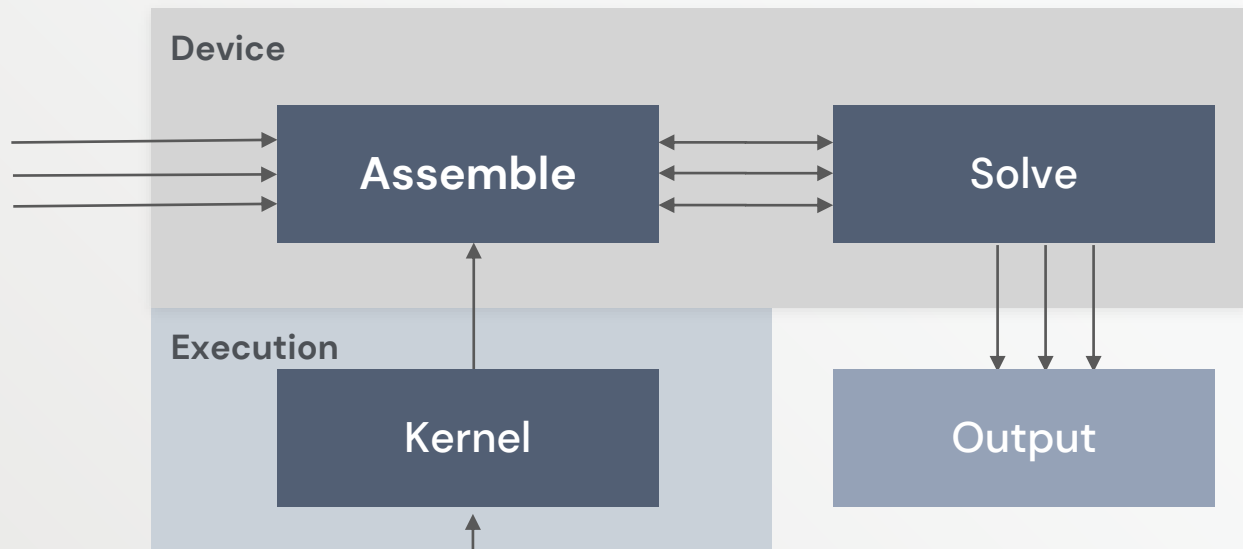 Device
Assemble
Solve
Execution
Kernel
Output